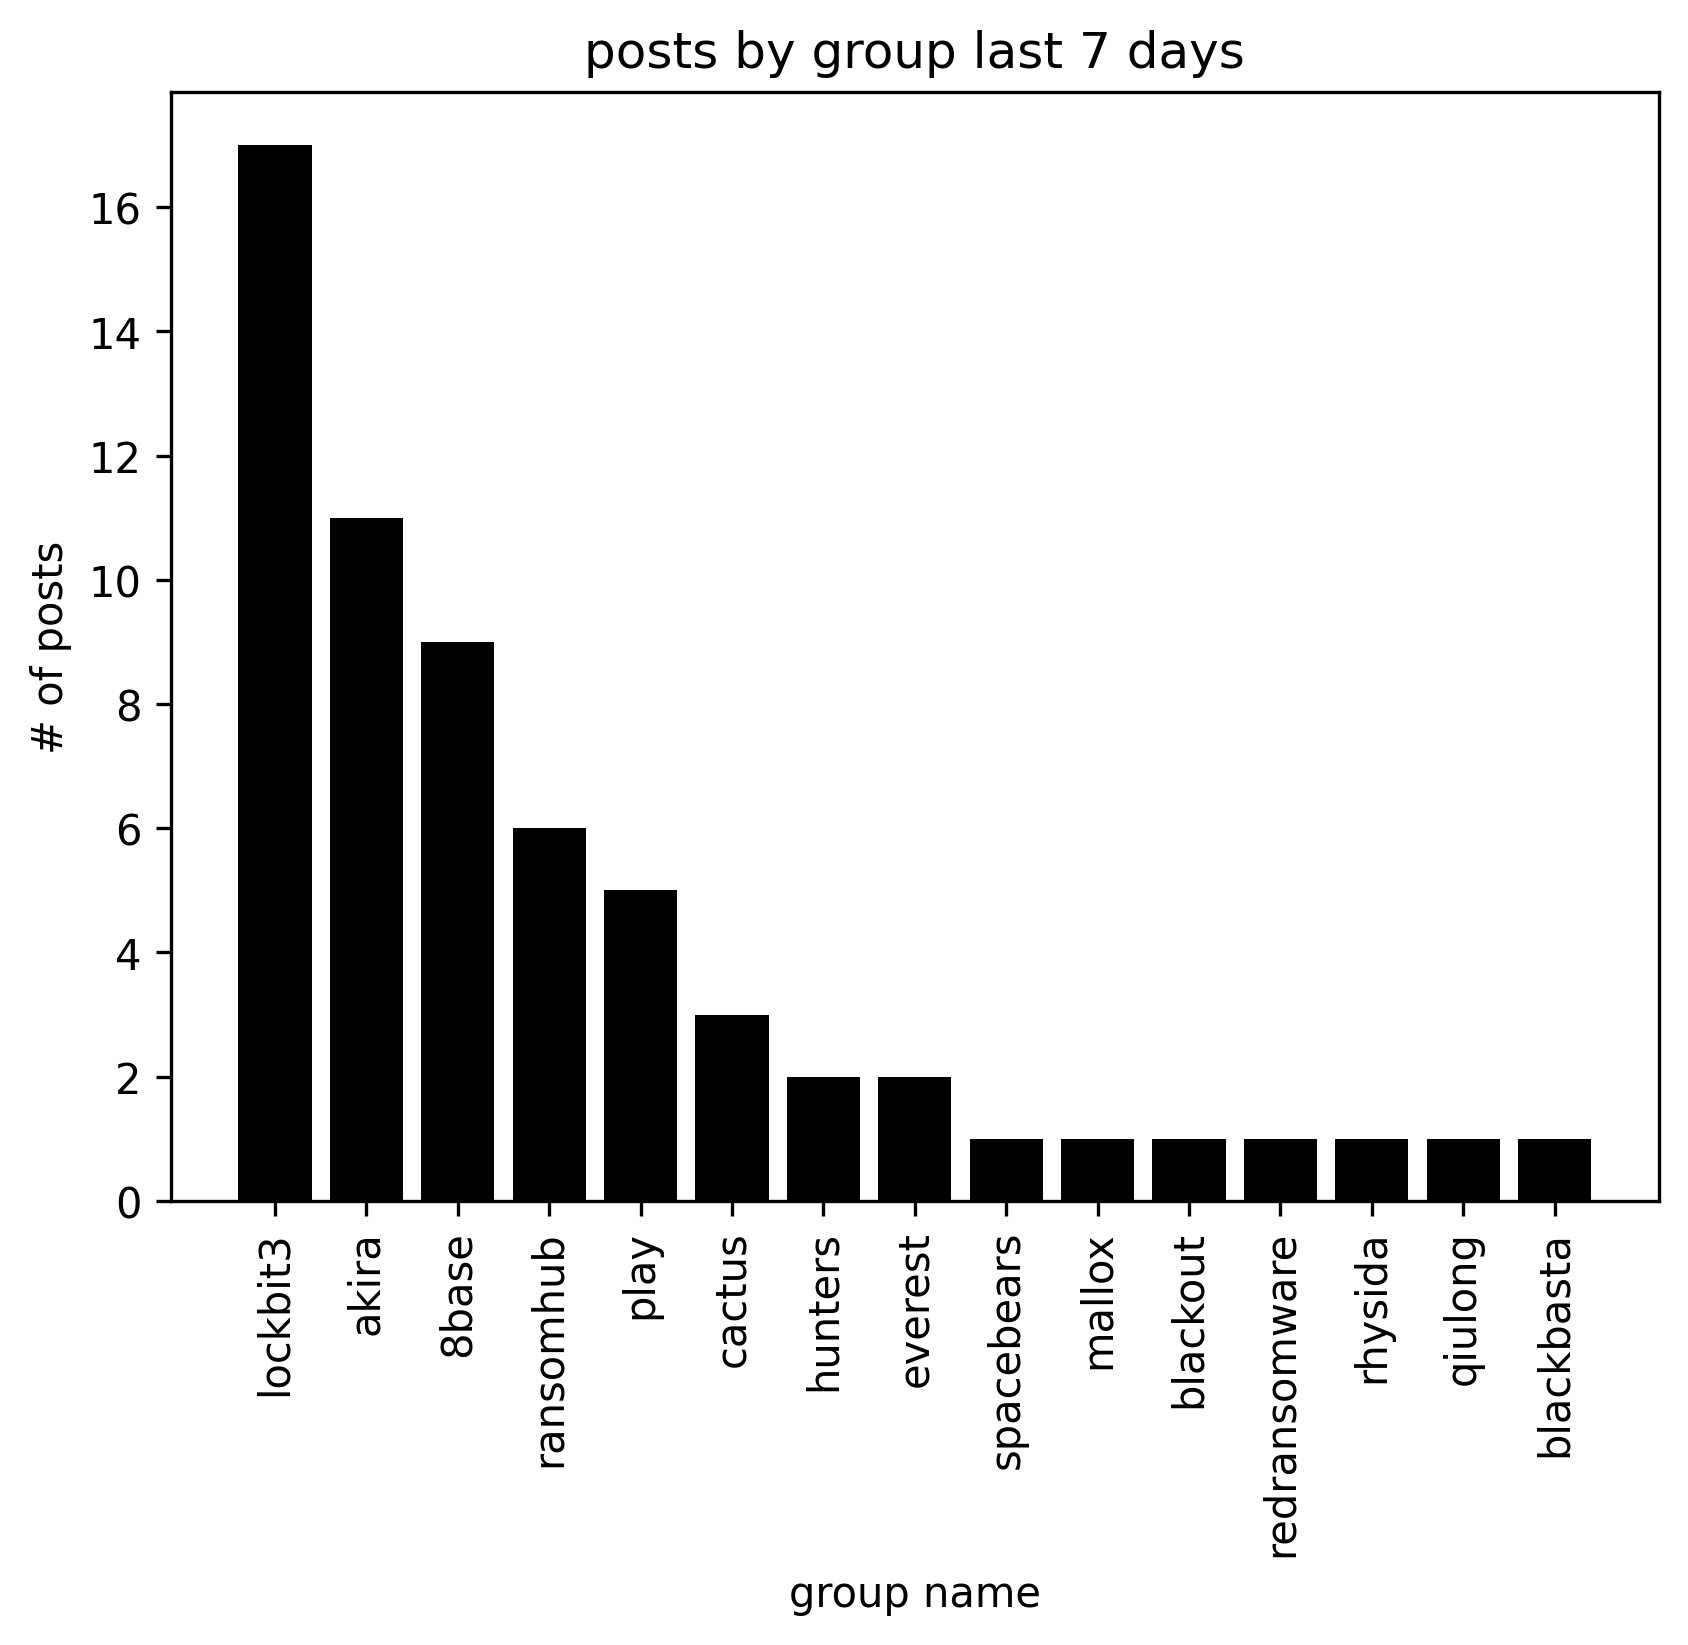 posts by group last 7 days
# of posts
16
14
12
10
8
6
4
2
0
lockbit3
akira
8base
ransomhub
play
cactus
hunters
everest
spacebears
mallox
blackout
redransomware
rhysida
qiulong
blackbasta
group name